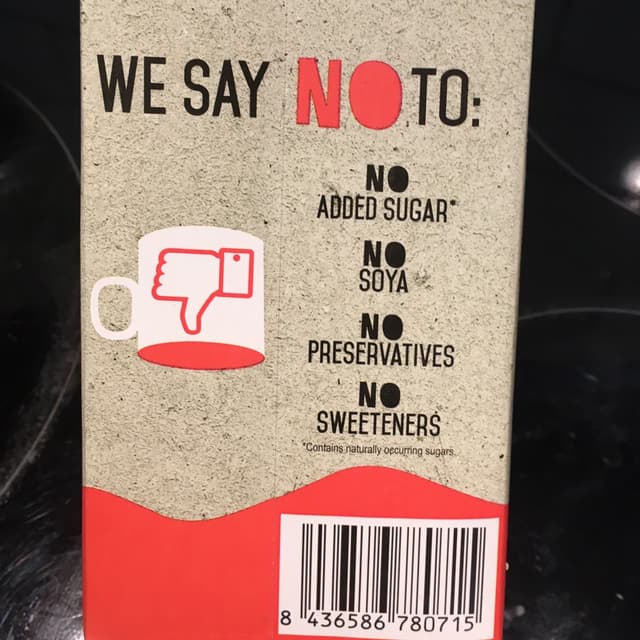 WE SAY NO TO:
NO
ADDED SUGAR*
NO
SOYA
NO
PRESERVATIVES
NO
SWEETENERS
*Contains naturally occurring sugars.
8 436586 780715